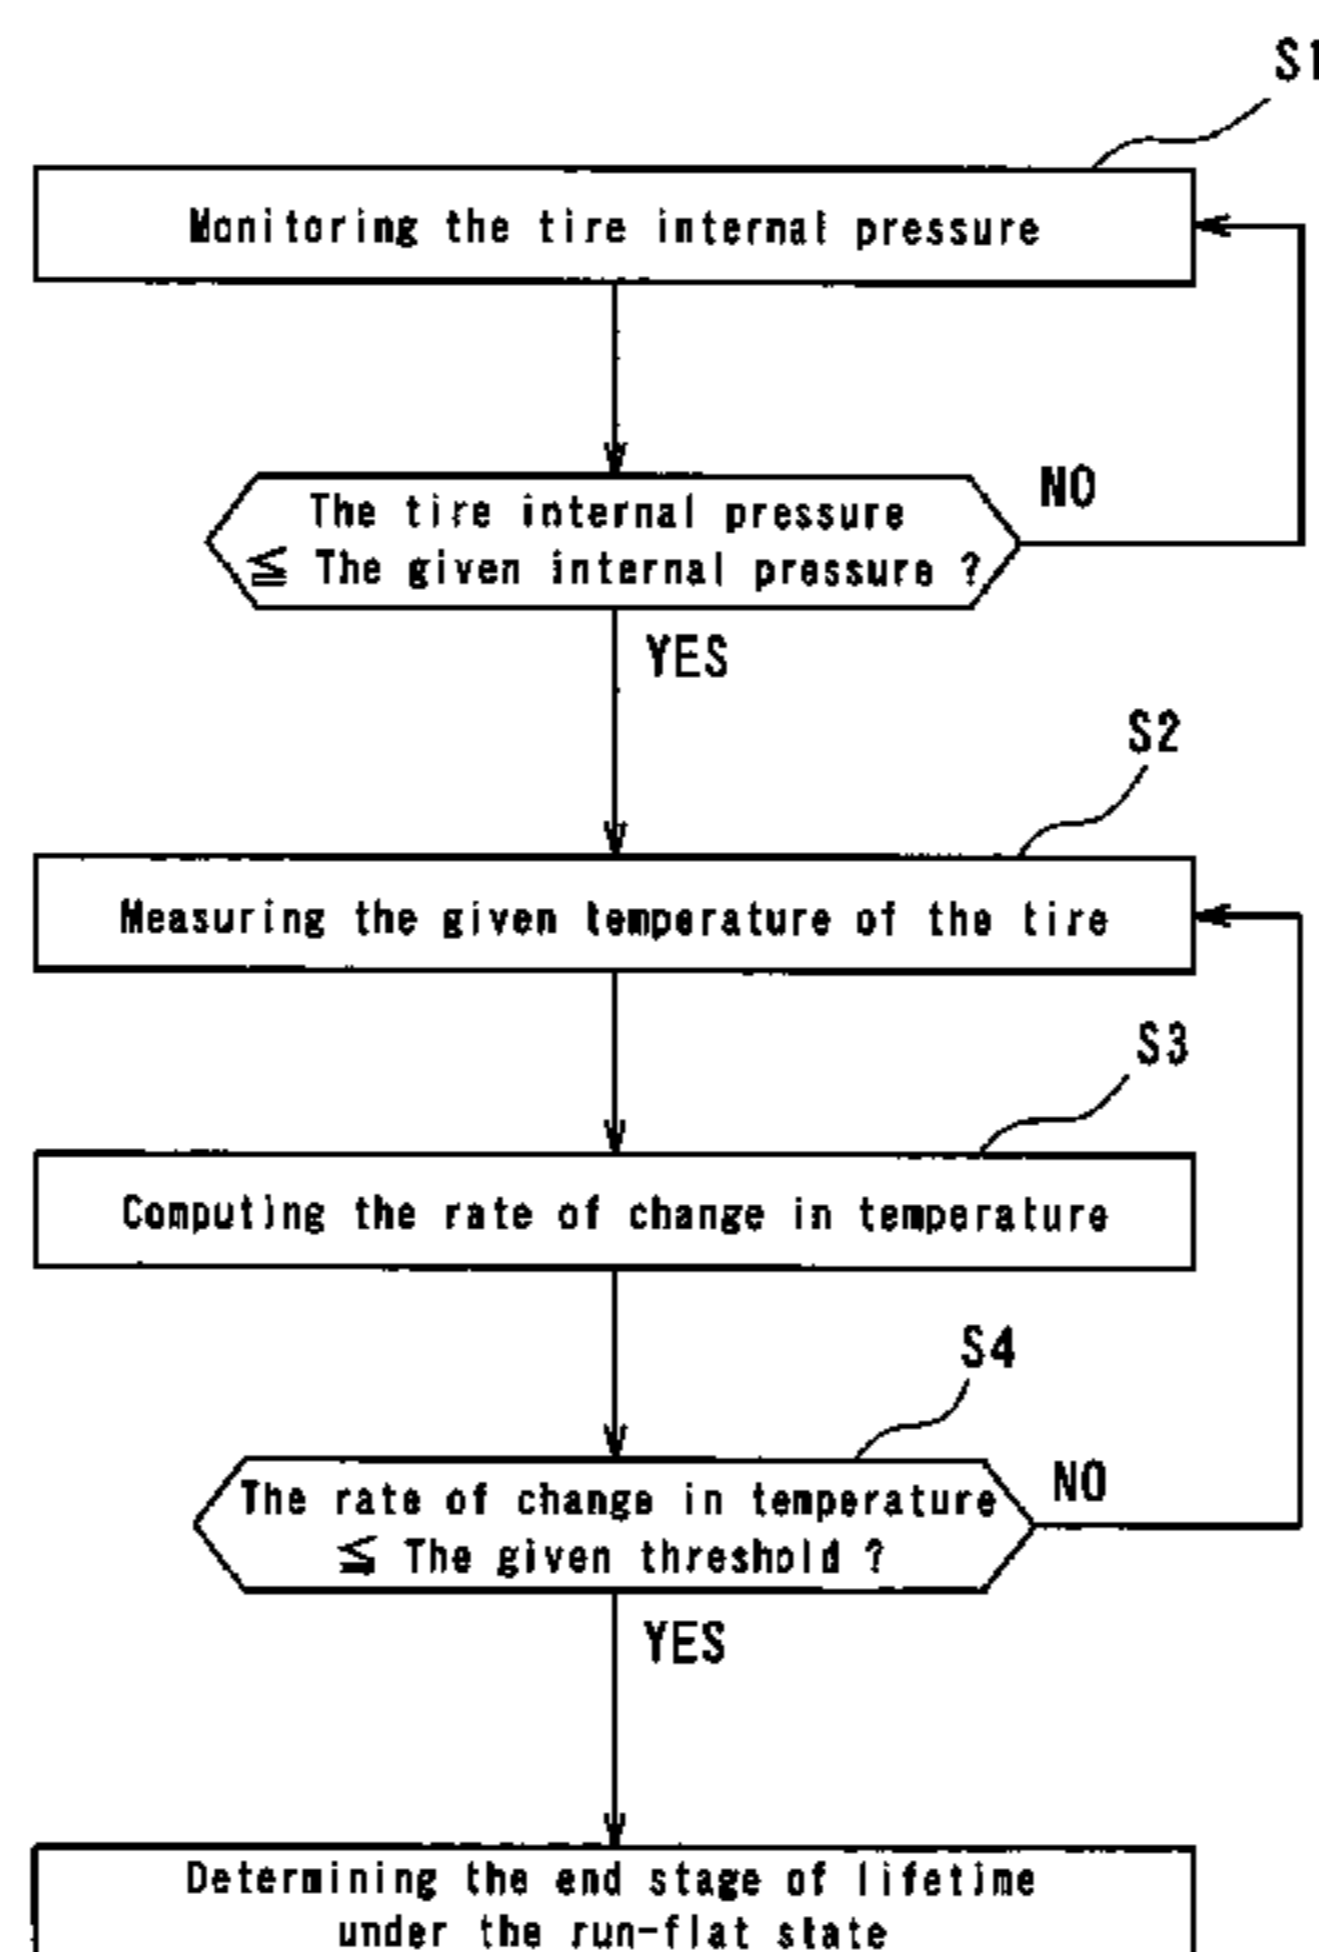 S1
Monitoring the tire internal pressure
The tire internal pressure
≦ The given internal pressure ?
NO
YES
S2
Measuring the given temperature of the tire
S3
Computing the rate of change in temperature
S4
The rate of change in temperature
≦ The given threshold ?
NO
YES
Determining the end stage of lifetime
under the run-flat state